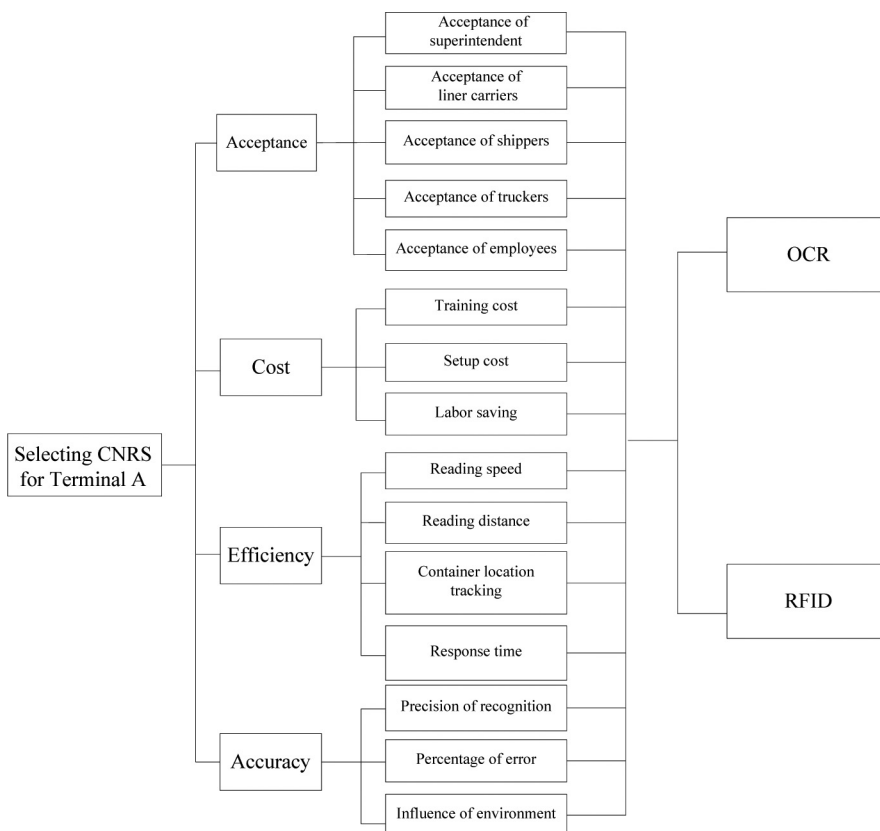 Selecting CNRS
for Terminal A
Acceptance
Acceptance of
superintendent
Acceptance of
liner carriers
Acceptance of shippers
Acceptance of truckers
Acceptance of employees
Cost
Training cost
Setup cost
Labor saving
Efficiency
Reading speed
Reading distance
Container location
tracking
Response time
Accuracy
Precision of recognition
Percentage of error
Influence of environment
OCR
RFID